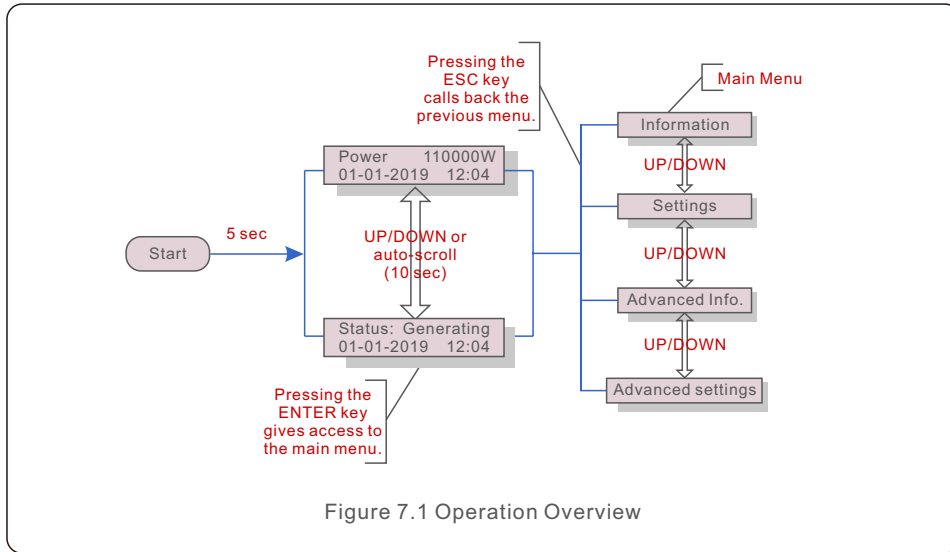 Pressing the
ESC key
calls back the
previous menu.
Main Menu
Information
Power 110000W
01-01-2019 12:04
UP/DOWN
Settings
5 sec
Start
UP/DOWN or
auto-scroll
(10 sec)
UP/DOWN
Advanced Info.
Status: Generating
01-01-2019 12:04
UP/DOWN
Advanced settings
Pressing the
ENTER key
gives access to
the main menu.
Figure 7.1 Operation Overview